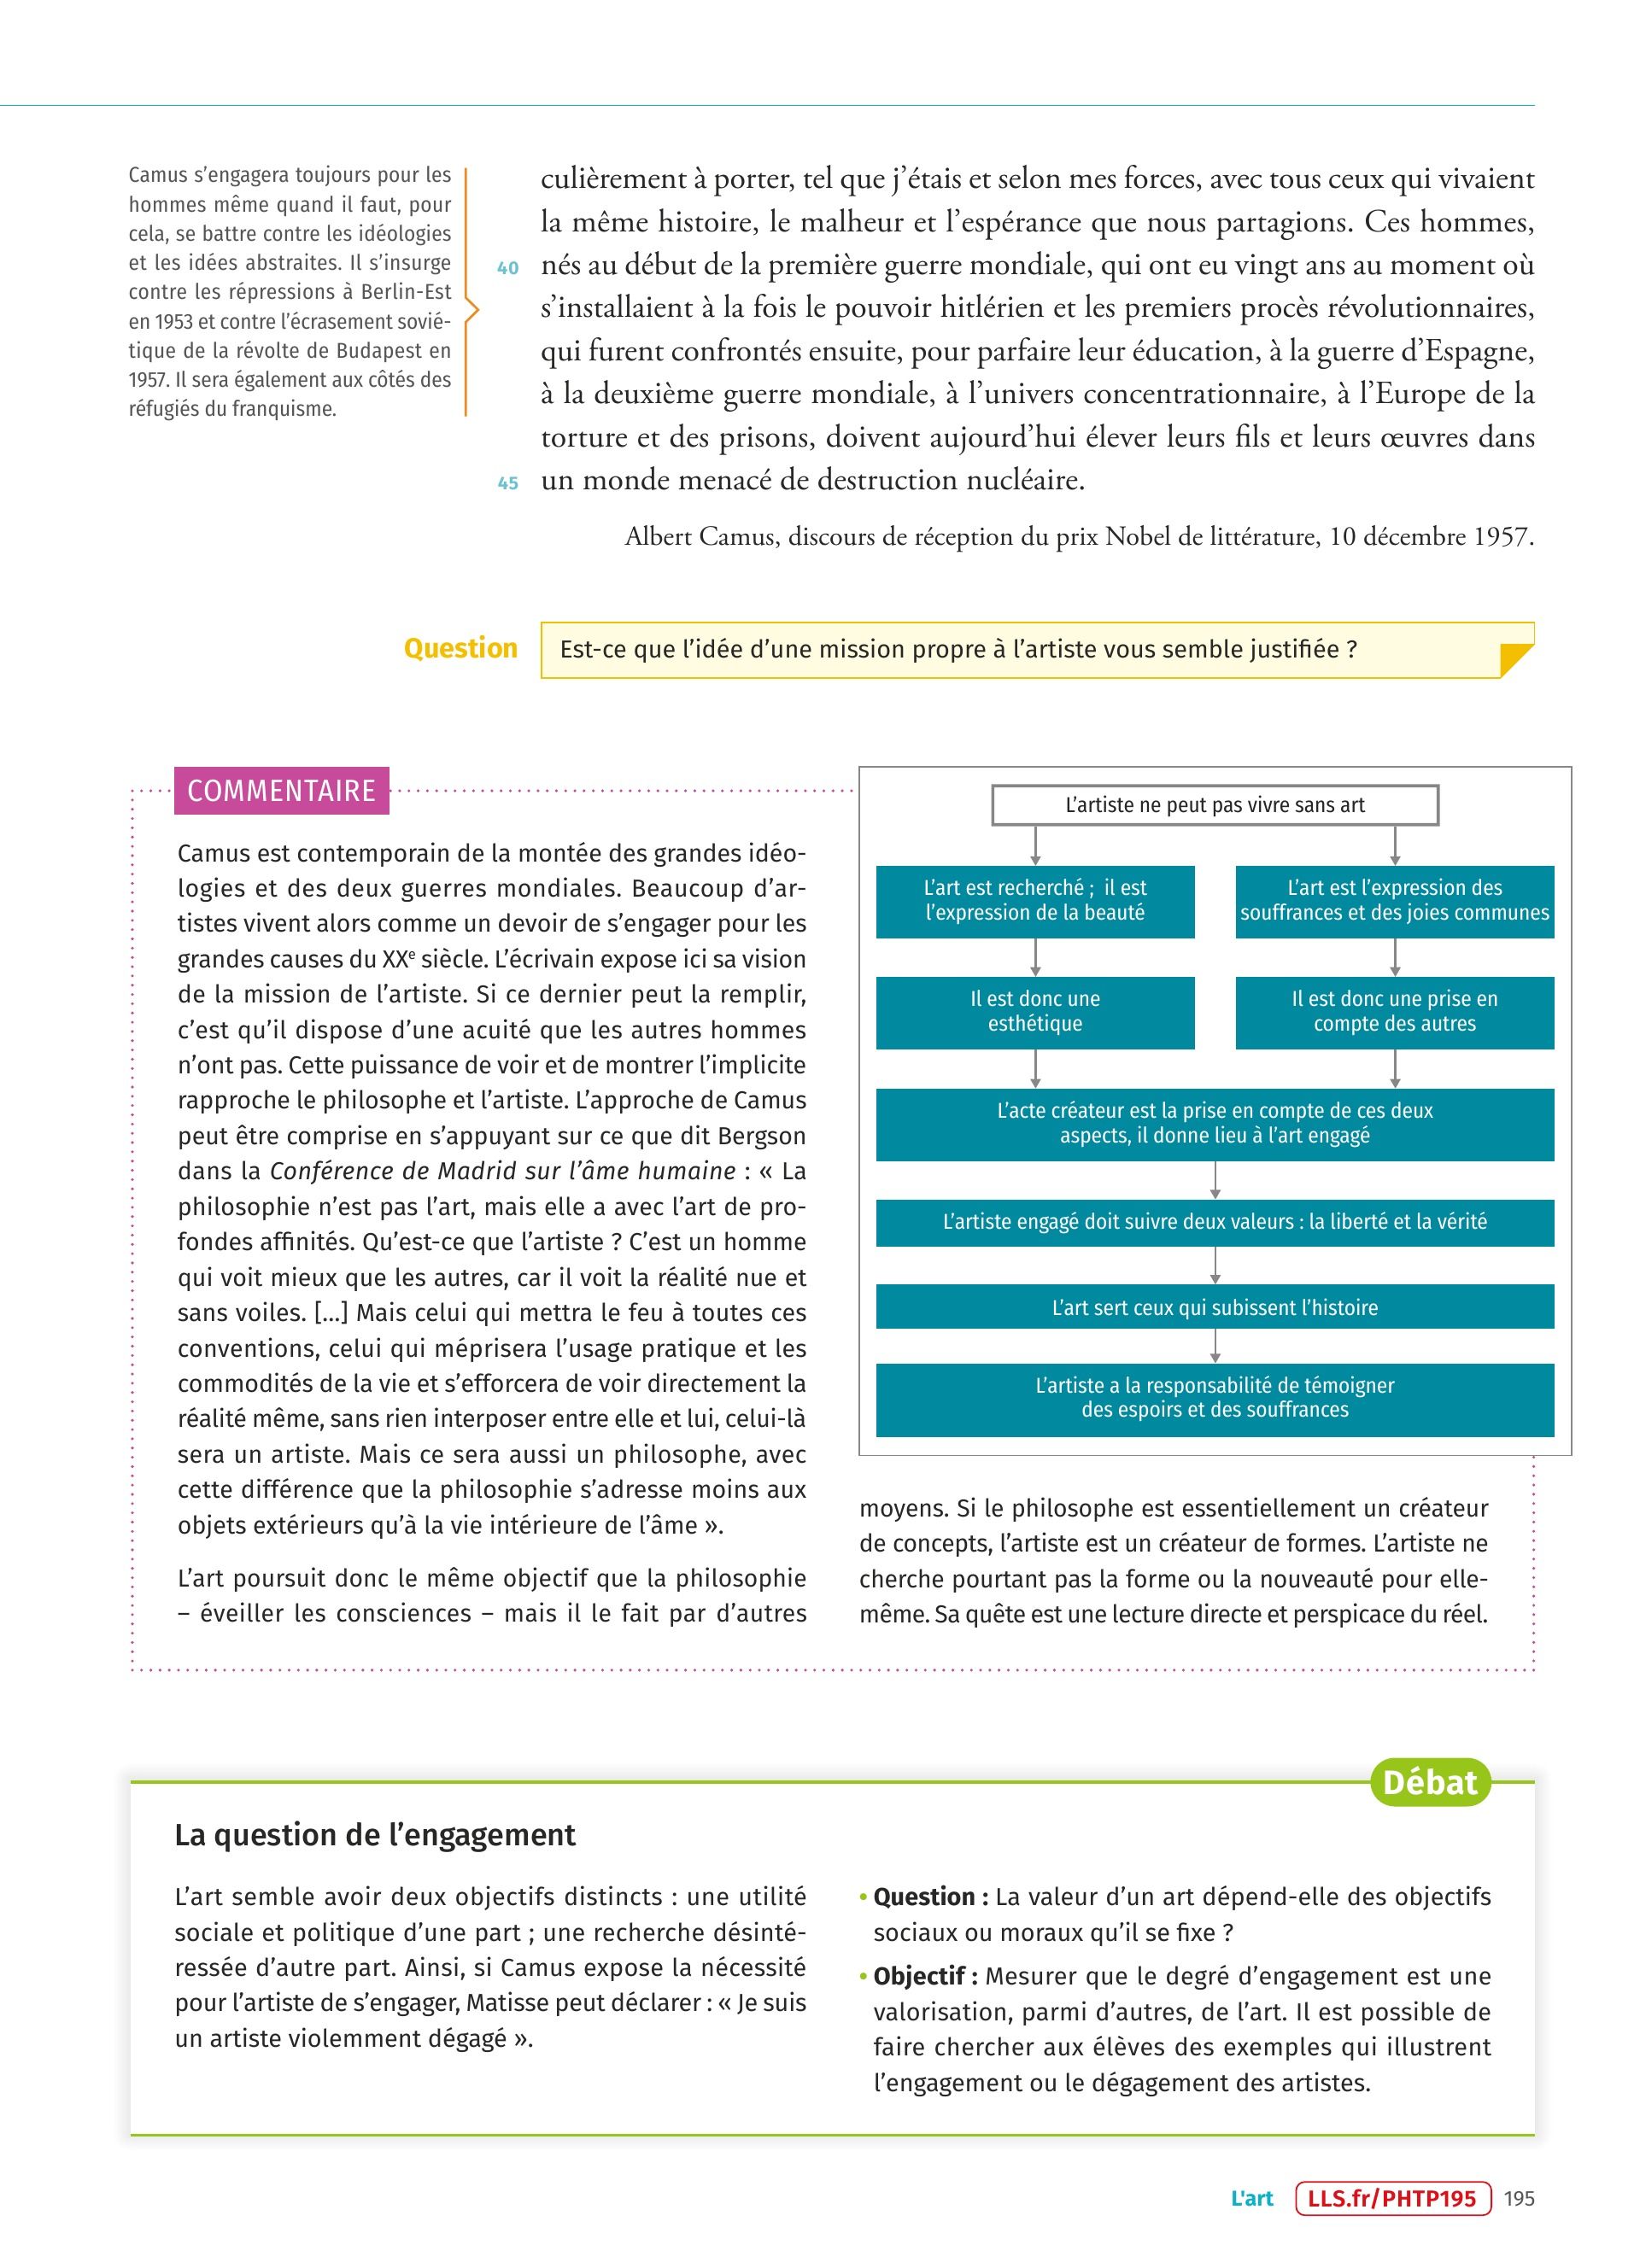 Camus s’engagera toujours pour les
hommes même quand il faut, pour
cela, se battre contre les idéologies
et les idées abstraites. Il s’insurge
contre les répressions à Berlin-Est
en 1953 et contre l’écrasement sovié-
tique de la révolte de Budapest en
1957. Il sera également aux côtés des
réfugiés du franquisme.
culièrement à porter, tel que j’étais et selon mes forces, avec tous ceux qui vivaient
la même histoire, le malheur et l’espérance que nous partagions. Ces hommes,
40 nés au début de la première guerre mondiale, qui ont eu vingt ans au moment où
s’installaient à la fois le pouvoir hitlérien et les premiers procès révolutionnaires,
qui furent confrontés ensuite, pour parfaire leur éducation, à la guerre d’Espagne,
à la deuxième guerre mondiale, à l’univers concentrationnaire, à l’Europe de la
torture et des prisons, doivent aujourd’hui élever leurs fils et leurs œuvres dans
45 un monde menacé de destruction nucléaire.
Albert Camus, discours de réception du prix Nobel de littérature, 10 décembre 1957.
Question
Est-ce que l’idée d’une mission propre à l’artiste vous semble justifiée ?
COMMENTAIRE
Camus est contemporain de la montée des grandes idéo-
logies et des deux guerres mondiales. Beaucoup d’ar-
tistes vivent alors comme un devoir de s’engager pour les
grandes causes du XXe siècle. L’écrivain expose ici sa vision
de la mission de l’artiste. Si ce dernier peut la remplir,
c’est qu’il dispose d’une acuité que les autres hommes
n’ont pas. Cette puissance de voir et de montrer l’implicite
rapproche le philosophe et l’artiste. L’approche de Camus
peut être comprise en s’appuyant sur ce que dit Bergson
dans la Conférence de Madrid sur l’âme humaine : « La
philosophie n’est pas l’art, mais elle a avec l’art de pro-
fondes affinités. Qu’est-ce que l’artiste ? C’est un homme
qui voit mieux que les autres, car il voit la réalité nue et
sans voiles. […] Mais celui qui mettra le feu à toutes ces
conventions, celui qui méprisera l’usage pratique et les
commodités de la vie et s’efforcera de voir directement la
réalité même, sans rien interposer entre elle et lui, celui-là
sera un artiste. Mais ce sera aussi un philosophe, avec
cette différence que la philosophie s’adresse moins aux
objets extérieurs qu’à la vie intérieure de l’âme ».
L’art poursuit donc le même objectif que la philosophie
– éveiller les consciences – mais il le fait par d’autres
L’artiste ne peut pas vivre sans art
L’art est recherché ; il est
l’expression de la beauté
L’art est l’expression des
souffrances et des joies communes
Il est donc une
esthétique
Il est donc une prise en
compte des autres
L’acte créateur est la prise en compte de ces deux
aspects, il donne lieu à l’art engagé
L’artiste engagé doit suivre deux valeurs : la liberté et la vérité
L’art sert ceux qui subissent l’histoire
L’artiste a la responsabilité de témoigner
des espoirs et des souffrances
moyens. Si le philosophe est essentiellement un créateur
de concepts, l’artiste est un créateur de formes. L’artiste ne
cherche pourtant pas la forme ou la nouveauté pour elle-
même. Sa quête est une lecture directe et perspicace du réel.
Débat
La question de l’engagement
L’art semble avoir deux objectifs distincts : une utilité
sociale et politique d’une part ; une recherche désinté-
ressée d’autre part. Ainsi, si Camus expose la nécessité
pour l’artiste de s’engager, Matisse peut déclarer : « Je suis
un artiste violemment dégagé ».
• Question : La valeur d’un art dépend-elle des objectifs
sociaux ou moraux qu’il se fixe ?
• Objectif : Mesurer que le degré d’engagement est une
valorisation, parmi d’autres, de l’art. Il est possible de
faire chercher aux élèves des exemples qui illustrent
l’engagement ou le dégagement des artistes.
L'art LLS.fr/PHTP195 195